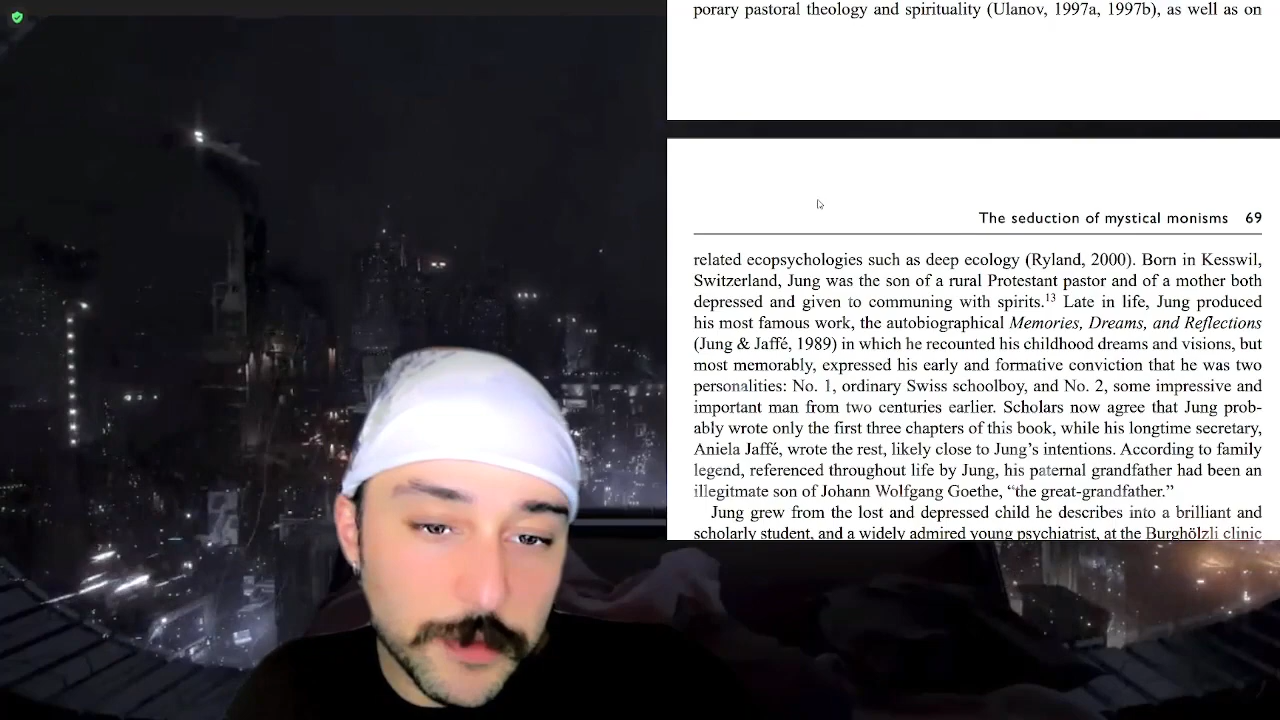 porary pastoral theology and spirituality (Ulanov, 1997a, 1997b), as well as on
The seduction of mystical monisms 69
related ecopsychologies such as deep ecology (Ryland, 2000). Born in Kesswil,
Switzerland, Jung was the son of a rural Protestant pastor and of a mother both
depressed and given to communing with spirits.13 Late in life, Jung produced
his most famous work, the autobiographical Memories, Dreams, and Reflections
(Jung & Jaffé, 1989) in which he recounted his childhood dreams and visions, but
most memorably, expressed his early and formative conviction that he was two
personalities: No. 1, ordinary Swiss schoolboy, and No. 2, some impressive and
important man from two centuries earlier. Scholars now agree that Jung prob-
ably wrote only the first three chapters of this book, while his longtime secretary,
Aniela Jaffé, wrote the rest, likely close to Jung's intentions. According to family
legend, referenced throughout life by Jung, his paternal grandfather had been an
illegitmate son of Johann Wolfgang Goethe, “the great-grandfather.”
Jung grew from the lost and depressed child he describes into a brilliant and
scholarly student, and a widely admired young psychiatrist, at the Burghölzli clinic